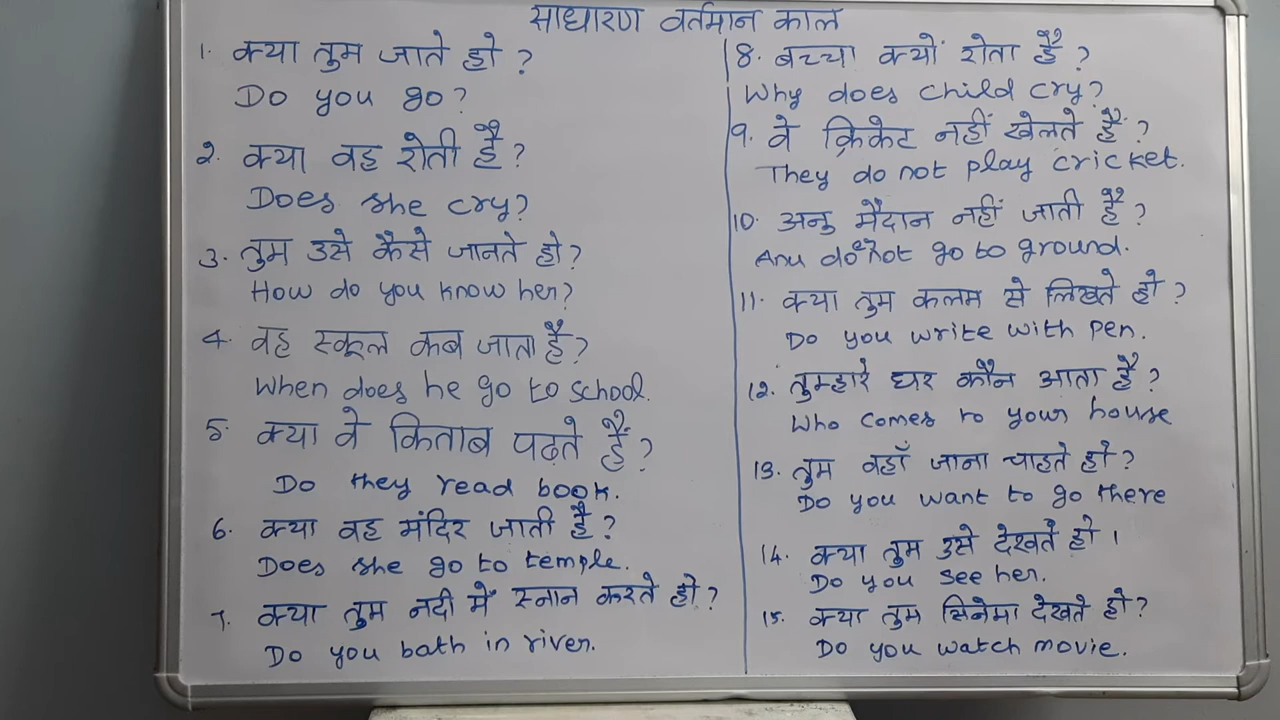 साधारण वर्तमान काल
1. क्या तुम जाते हो ?
Do you go?
2. क्या वह रोती है ?
Does she cry?
3. तुम उसे कैसे जानते हो ?
How do you know her?
4. वह स्कूल कब जाता है ?
When does he go to school.
5. क्या वे किताब पढ़ते हैं ?
Do they read book.
6. क्या वह मंदिर जाती है ?
Does she go to temple.
7. क्या तुम नदी में स्नान करते हो ?
Do you bath in river.
8. बच्चा क्यों रोता है ?
Why does child cry?
9. वे क्रिकेट नहीं खेलते हैं ?
They do not play cricket.
10. अनु मैदान नहीं जाती है ?
Anu does not go to ground.
11. क्या तुम कलम से लिखते हो ?
Do you write with pen.
12. तुम्हारे घर कौन आता है ?
Who comes to your house
13. तुम वहाँ जाना चाहते हो ?
Do you want to go there
14. क्या तुम उसे देखते हो ।
Do you see her.
15. क्या तुम सिनेमा देखते हो ?
Do you watch movie.